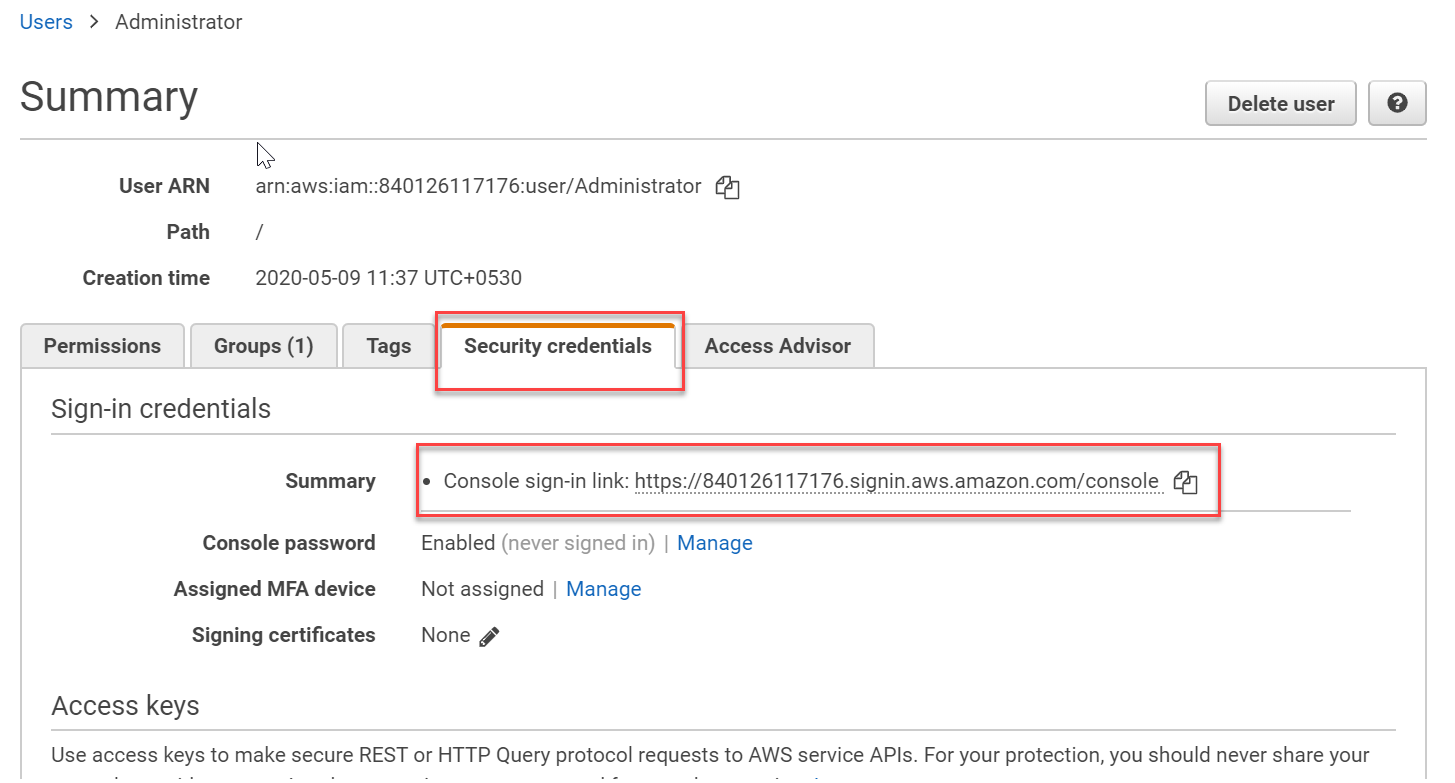 Users > Administrator
Summary
Delete user
?
User ARN arn:aws:iam::840126117176:user/Administrator
Path /
Creation time 2020-05-09 11:37 UTC+0530
Permissions Groups (1) Tags Security credentials Access Advisor
Sign-in credentials
Summary • Console sign-in link: https://840126117176.signin.aws.amazon.com/console
Console password Enabled (never signed in) | Manage
Assigned MFA device Not assigned | Manage
Signing certificates None
Access keys
Use access keys to make secure REST or HTTP Query protocol requests to AWS service APIs. For your protection, you should never share your